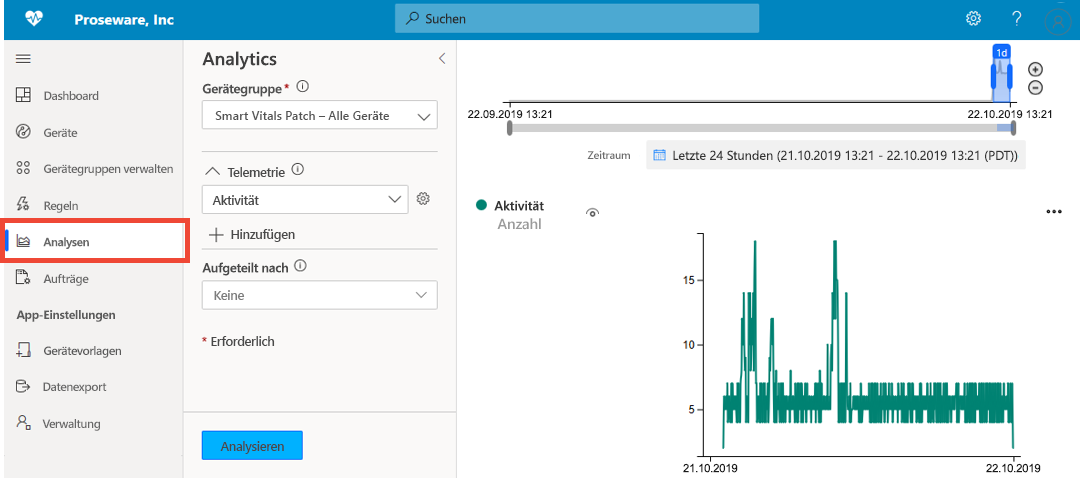 Proseware, Inc
Suchen
?
Dashboard
Geräte
Gerätegruppen verwalten
Regeln
Analysen
Aufträge
App-Einstellungen
Gerätevorlagen
Datenexport
Verwaltung
Analytics
Gerätegruppe*
Smart Vitals Patch – Alle Geräte
Telemetrie
Aktivität
Hinzufügen
Aufgeteilt nach
Keine
* Erforderlich
Analysieren
1d
22.09.2019 13:21 22.10.2019 13:21
Zeitraum Letzte 24 Stunden (21.10.2019 13:21 - 22.10.2019 13:21 (PDT))
Aktivität
Anzahl
15
10
5
21.10.2019 22.10.2019